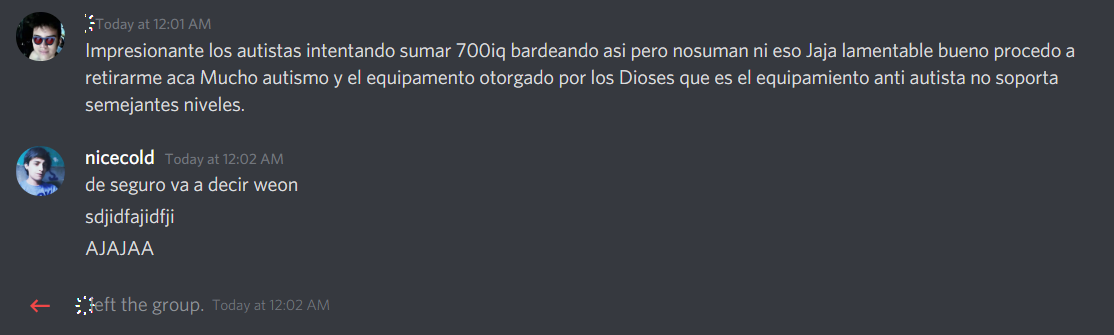 Today at 12:01 AM
Impresionante los autistas intentando sumar 700iq bardeando asi pero nosuman ni eso Jaja lamentable bueno procedo a
retirarme aca Mucho autismo y el equipamento otorgado por los Dioses que es el equipamiento anti autista no soporta
semejantes niveles.
nicecold Today at 12:02 AM
de seguro va a decir weon
sdjidfajidfji
AJAJAA
left the group. Today at 12:02 AM